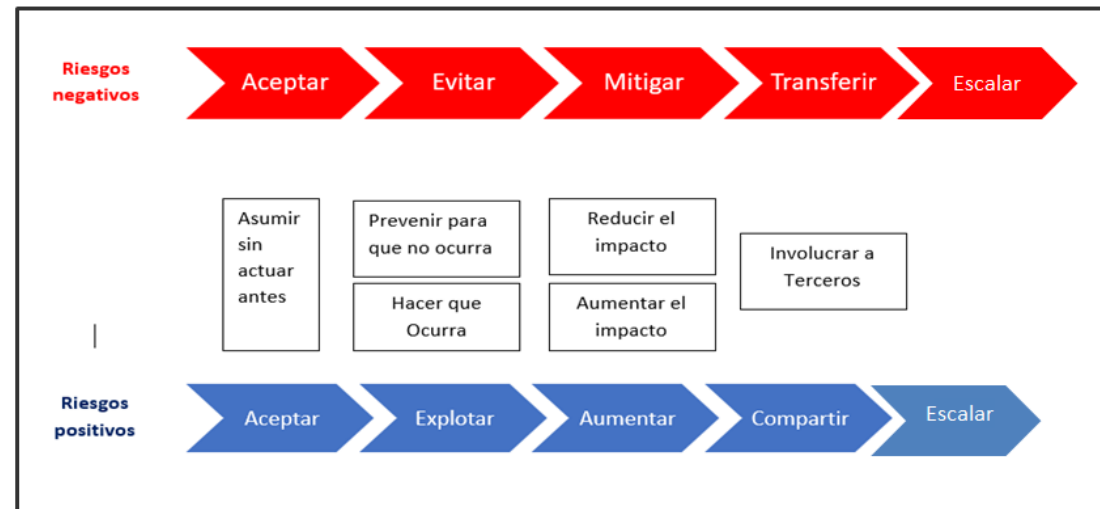 Riesgos
negativos
Aceptar
Evitar
Mitigar
Transferir
Escalar
Asumir
sin
actuar
antes
Prevenir para
que no ocurra
Hacer que
Ocurra
Reducir el
impacto
Aumentar el
impacto
Involucrar a
Terceros
Riesgos
positivos
Aceptar
Explotar
Aumentar
Compartir
Escalar